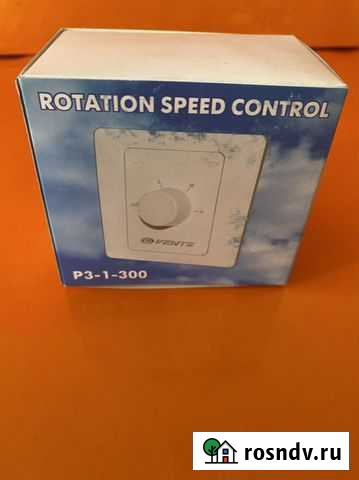 ROTATION SPEED CONTROL
VENTS
P3-1-300
rosndv.ru